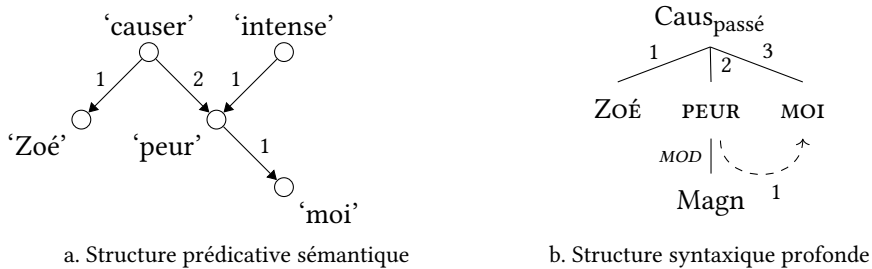 ‘causer’ ‘intense’
1 2 1
‘Zoé’ ‘peur’
1
‘moi’
a. Structure prédicative sémantique
Caus passé
1 2 3
ZOÉ PEUR MOI
MOD
1
Magn
b. Structure syntaxique profonde